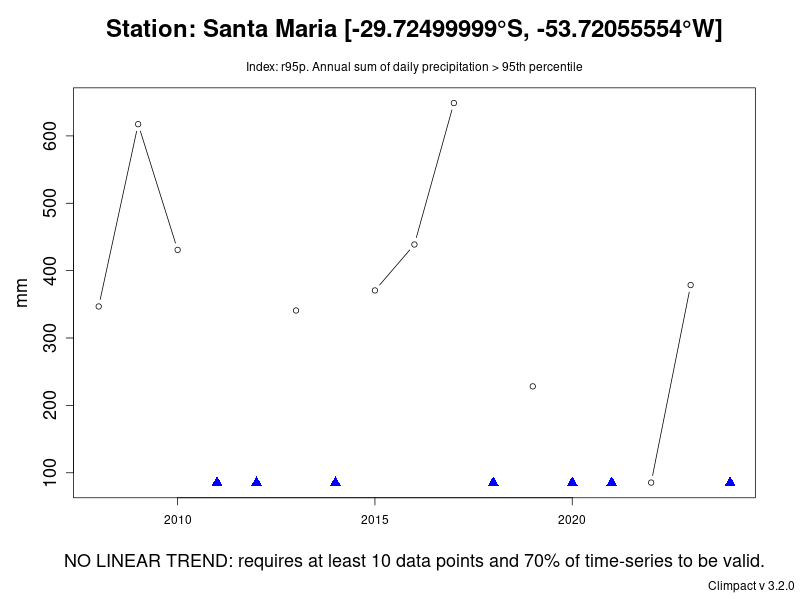 Station: Santa Maria [-29.72499999°S, -53.72055554°W]
Index: r95p. Annual sum of daily precipitation > 95th percentile
600
500
400
300
200
100
mm
2010 2015 2020
NO LINEAR TREND: requires at least 10 data points and 70% of time-series to be valid.
Climpact v 3.2.0